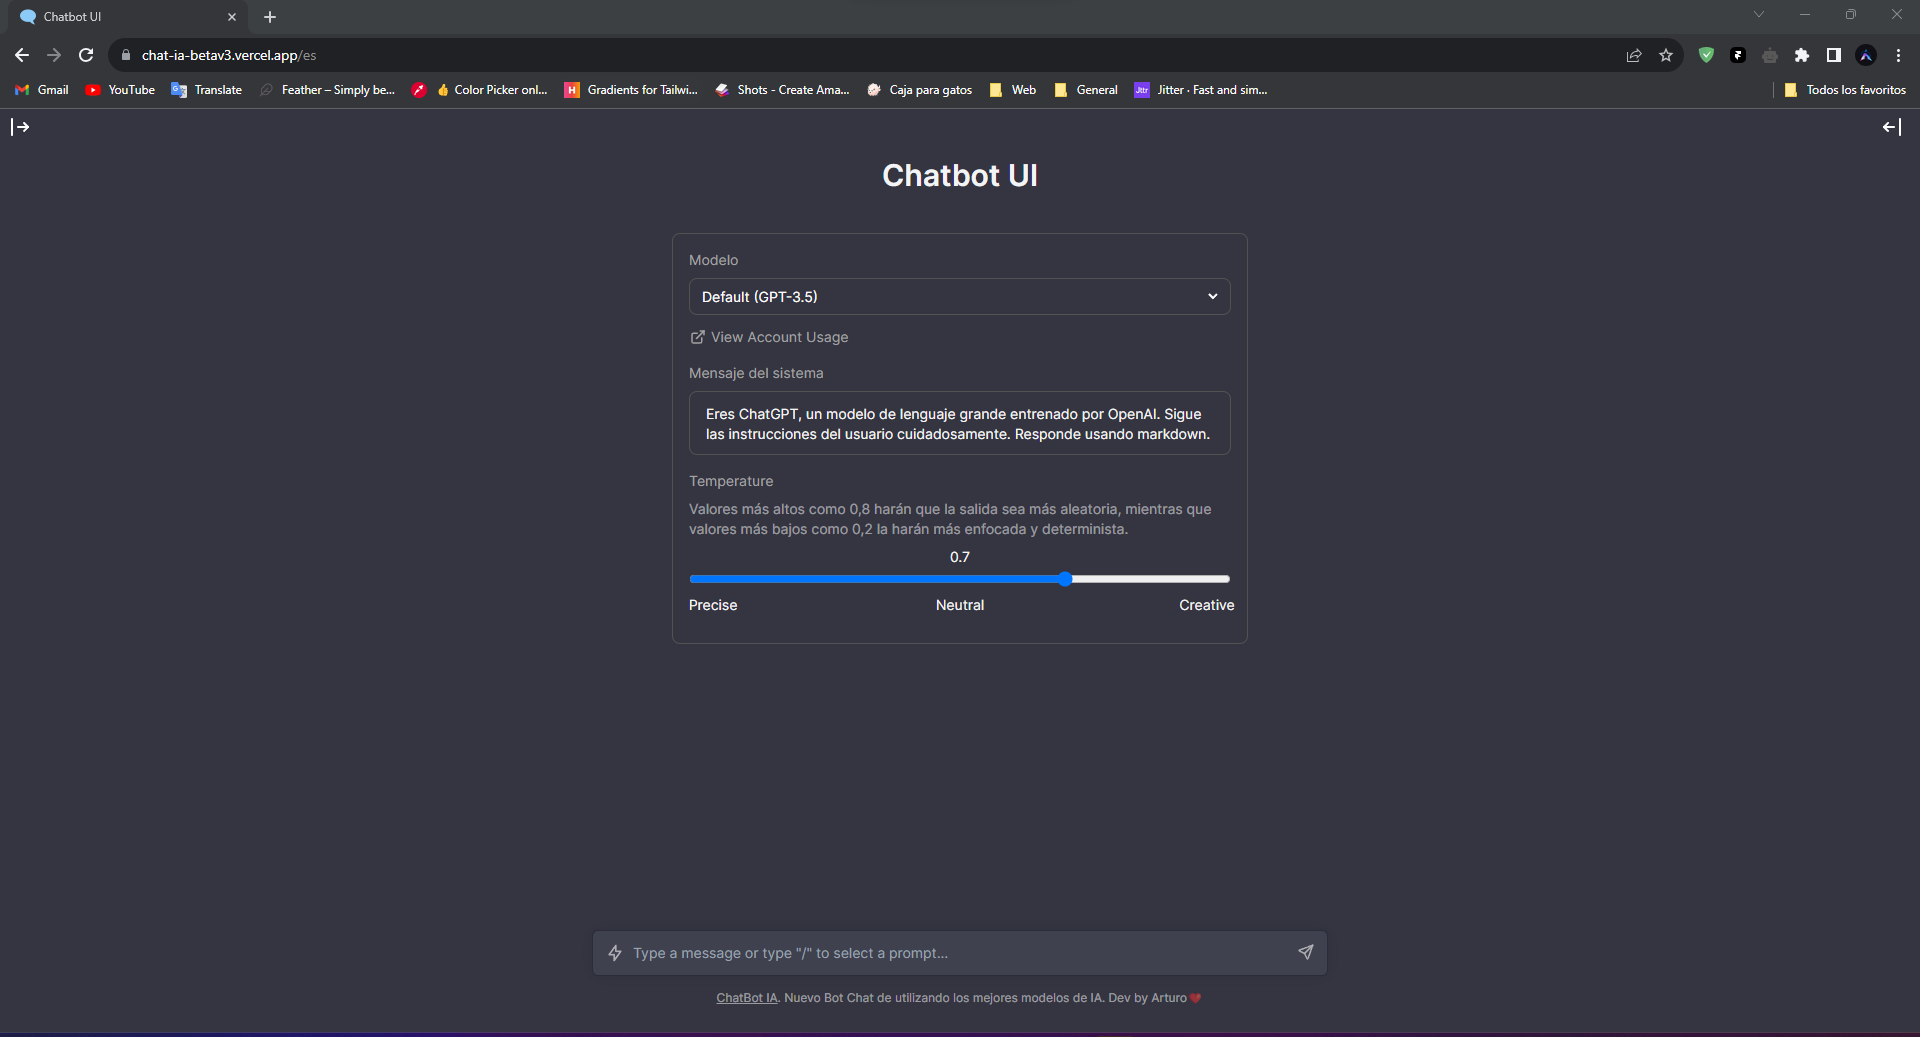 Chatbot UI
chat-ia-betav3.vercel.app/es
Gmail YouTube Translate Feather – Simply be... 👍 Color Picker onl... Gradients for Tailwi... Shots - Create Ama... Caja para gatos Web General Jitter · Fast and sim... Todos los favoritos
Chatbot UI
Modelo
Default (GPT-3.5)
View Account Usage
Mensaje del sistema
Eres ChatGPT, un modelo de lenguaje grande entrenado por OpenAI. Sigue
las instrucciones del usuario cuidadosamente. Responde usando markdown.
Temperature
Valores más altos como 0,8 harán que la salida sea más aleatoria, mientras que
valores más bajos como 0,2 la harán más enfocada y determinista.
0.7
Precise Neutral Creative
Type a message or type "/" to select a prompt...
ChatBot IA. Nuevo Bot Chat de utilizando los mejores modelos de IA. Dev by Arturo❤️